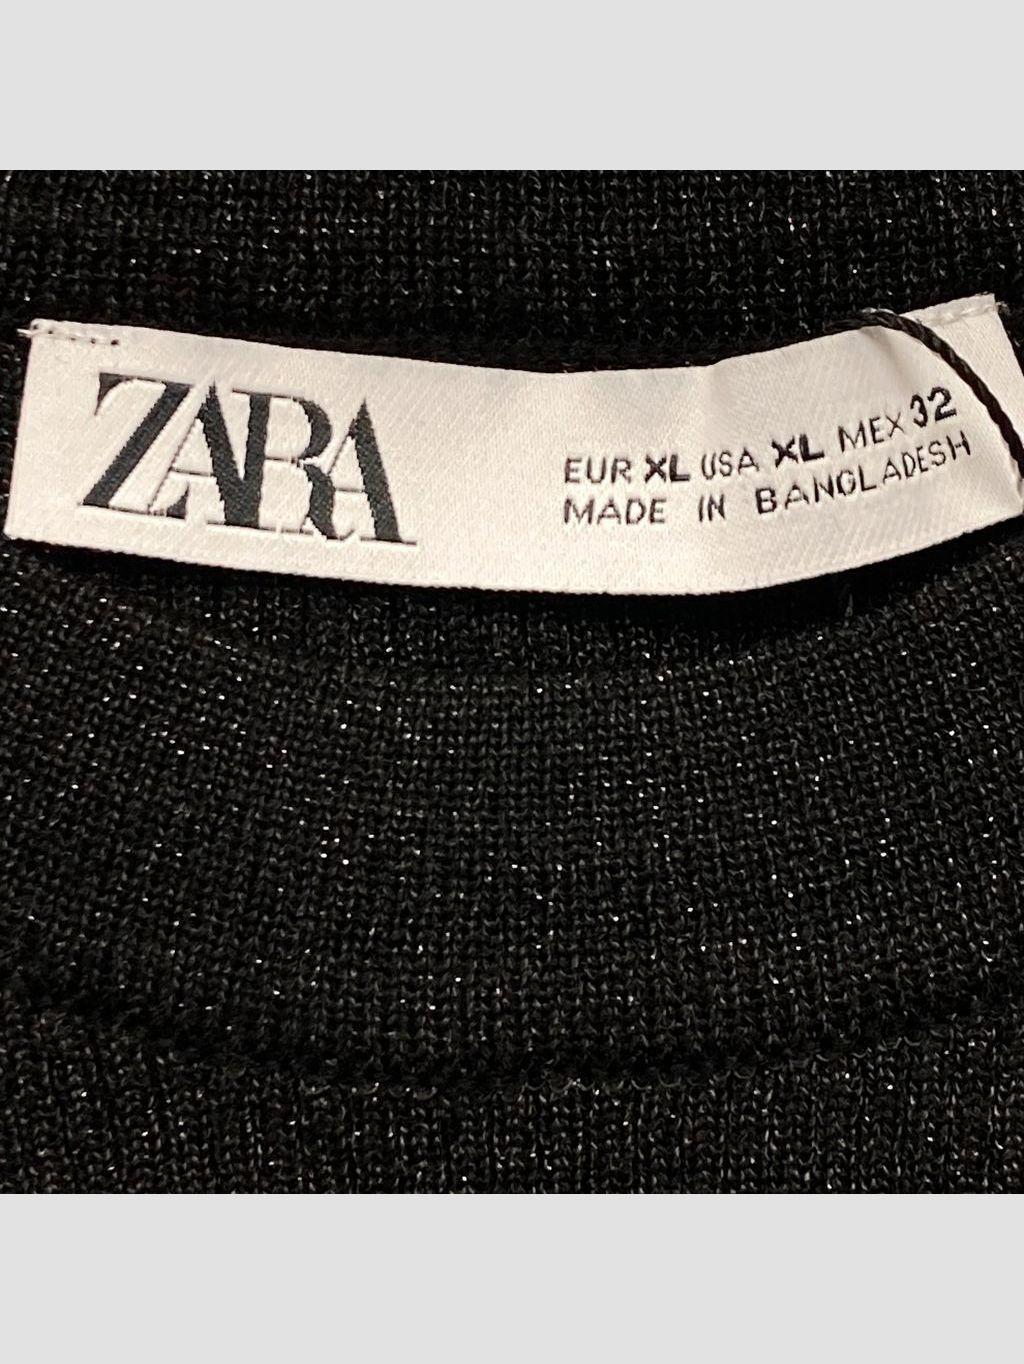 ZARA
EUR XL USA XL MEX 32
MADE IN BANGLADESH